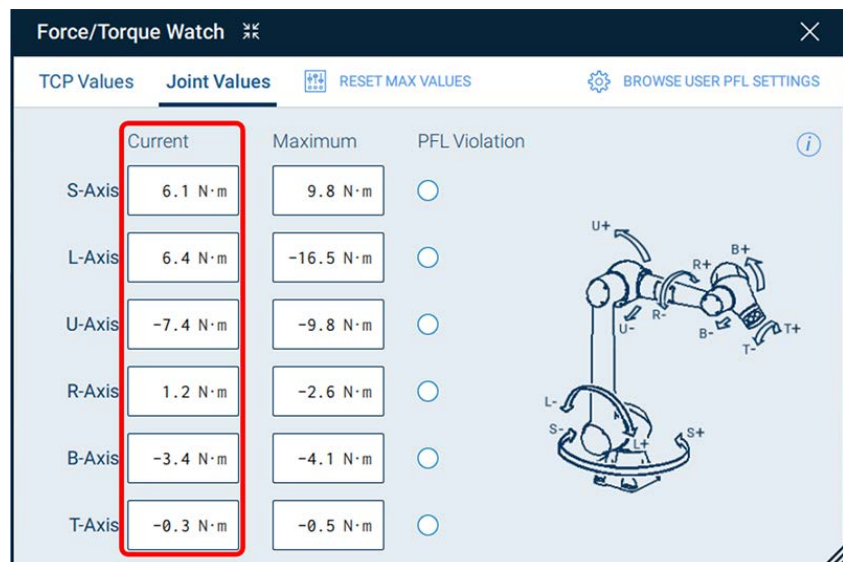 Force/Torque Watch
TCP Values Joint Values RESET MAX VALUES BROWSE USER PFL SETTINGS
Current Maximum PFL Violation i
S-Axis 6.1 N·m 9.8 N·m
L-Axis 6.4 N·m -16.5 N·m
U-Axis -7.4 N·m -9.8 N·m
R-Axis 1.2 N·m -2.6 N·m
B-Axis -3.4 N·m -4.1 N·m
T-Axis -0.3 N·m -0.5 N·m
U+
B+
R+
U- R- B- T+
T-
L-
S- L+ S+